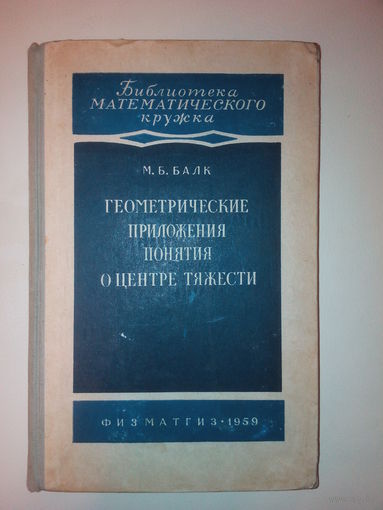 Библиотека
МАТЕМАТИЧЕСКОГО
кружка
М. Б. БАЛК
ГЕОМЕТРИЧЕСКИЕ
ПРИЛОЖЕНИЯ
ПОНЯТИЯ
О ЦЕНТРЕ ТЯЖЕСТИ
ФИЗМАТГИЗ • 1959